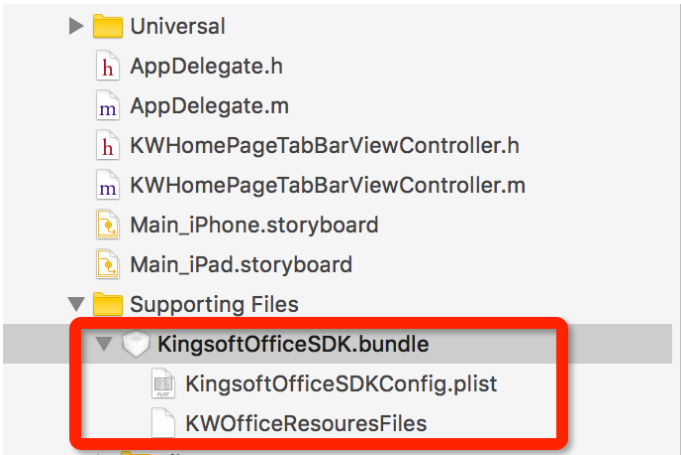 Universal
h AppDelegate.h
m AppDelegate.m
h KWHomePageTabBarViewController.h
m KWHomePageTabBarViewController.m
Main_iPhone.storyboard
Main_iPad.storyboard
Supporting Files
KingsoftOfficeSDK.bundle
KingsoftOfficeSDKConfig.plist
KWOfficeResouresFiles